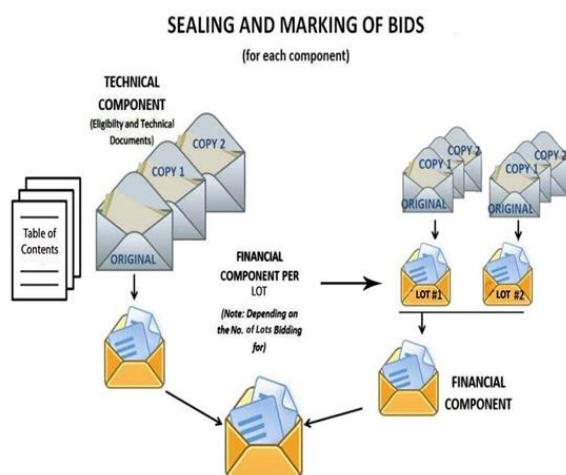 SEALING AND MARKING OF BIDS
(for each component)
TECHNICAL
COMPONENT
(Eligibilty and Technical
Documents)
COPY 2
COPY 1
ORIGINAL
Table of
Contents
FINANCIAL
COMPONENT PER
LOT
(Note: Depending on
the No. of Lots Bidding
for)
COPY 2
COPY 1
ORIGINAL
COPY 2
COPY 1
ORIGINAL
LOT #1
LOT #2
FINANCIAL
COMPONENT